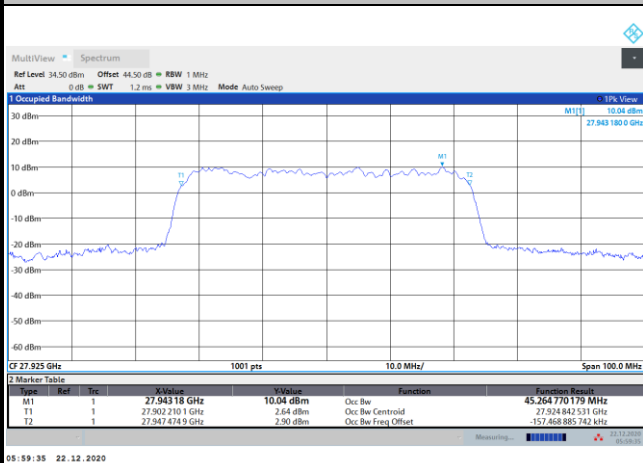 MultiView Spectrum
Ref Level 34.50 dBm Offset 44.50 dB RBW 1 MHz
Att 0 dB SWT 1.2 ms VBW 3 MHz Mode Auto Sweep
1 Occupied Bandwidth 1Pk View
M1[1] 10.04 dBm
27.943 180 0 GHz
30 dBm
20 dBm
M1
10 dBm
T1 T2
0 dBm
-10 dBm
-20 dBm
-30 dBm
-40 dBm
-50 dBm
-60 dBm
CF 27.925 GHz 1001 pts 10.0 MHz/ Span 100.0 MHz
2 Marker Table
Type Ref Trc X-Value Y-Value Function Function Result
M1 1 27.943 18 GHz 10.04 dBm Occ Bw 45.264 770 179 MHz
T1 1 27.902 210 1 GHz 2.64 dBm Occ Bw Centroid 27.924 842 531 GHz
T2 1 27.947 474 9 GHz 2.90 dBm Occ Bw Freq Offset -157.468 885 742 kHz
Measuring... 22.12.2020
05:59:35
05:59:35 22.12.2020